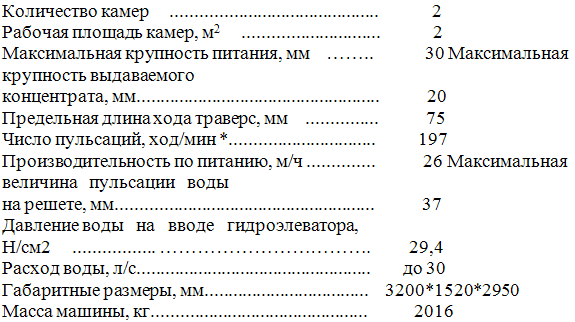 Количество камер ............................................ 2
Рабочая площадь камер, м2 ............................. 2
Максимальная крупность питания, мм …….. 30 Максимальная
крупность выдаваемого
концентрата, мм................................................... 20
Предельная длина хода траверс, мм ............... 75
Число пульсаций, ход/мин *............................... 197
Производительность по питанию, м/ч .............. 26 Максимальная
величина пульсации воды
на решете, мм....................................................... 37
Давление воды на вводе гидроэлеватора,
Н/см2 ................. ………………………………. 29,4
Расход воды, л/с.................................................. до 30
Габаритные размеры, мм................................... 3200*1520*2950
Масса машины, кг............................................... 2016